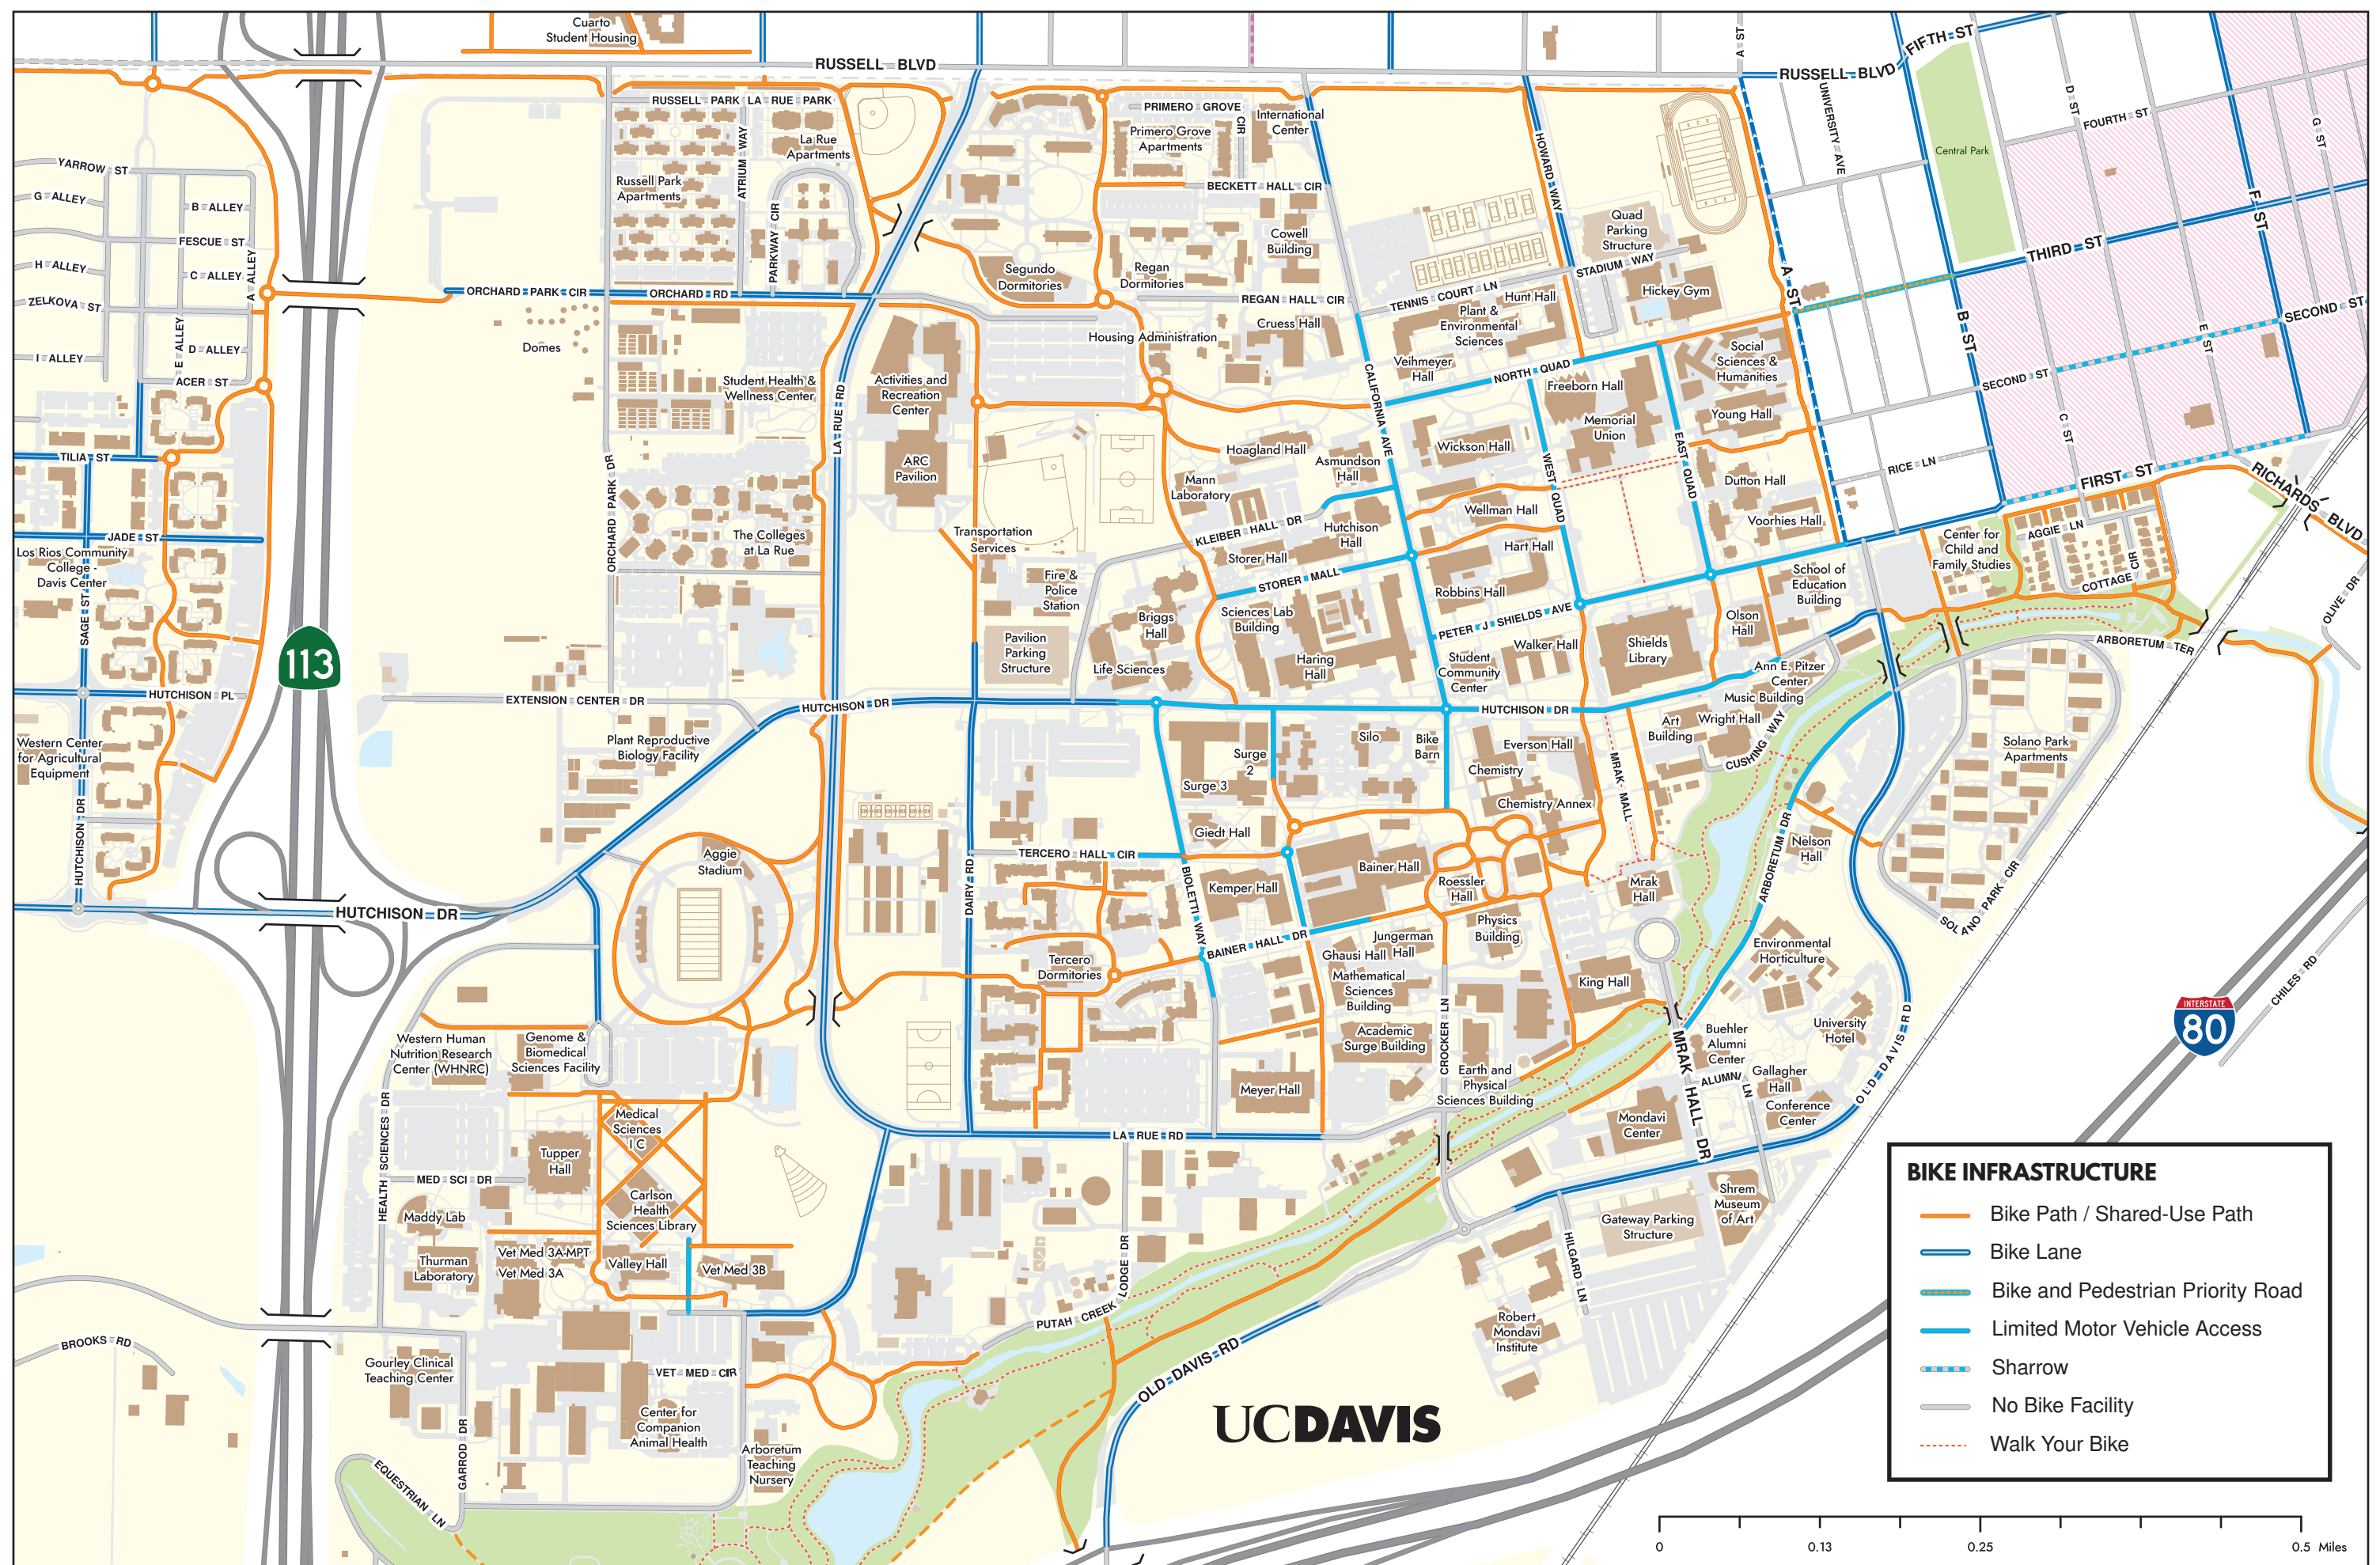 Cuarto
Student Housing
RUSSELL BLVD
A ST
RUSSELL BLVD
FIFTH ST
RUSSELL PARK
LA RUE PARK
PRIMERO GROVE
CIR
International
Center
Primero Grove
Apartments
La Rue
Apartments
ATRIUM WAY
Russell Park
Apartments
PARKWAY CIR
BECKETT HALL CIR
HOWARD WAY
UNIVERSITY AVE
Central Park
D ST
FOURTH ST
G ST
F ST
YARROW ST
G ALLEY
B ALLEY
FESCUE ST
H ALLEY
C ALLEY
A ALLEY
ZELKOVA ST
E ALLEY
D ALLEY
I ALLEY
ACER ST
Cowell
Building
Quad
Parking
Structure
STADIUM WAY
THIRD ST
Segundo
Dormitories
Regan
Dormitories
REGAN HALL CIR
TENNIS COURT LN
Hunt Hall
Hickey Gym
A ST
B ST
SECOND ST
E ST
ORCHARD PARK CIR
ORCHARD RD
Domes
Housing Administration
Cruess Hall
Plant &
Environmental
Sciences
Veihmeyer
Hall
NORTH QUAD
Freeborn Hall
Social
Sciences &
Humanities
SECOND ST
Student Health &
Wellness Center
LA RUE RD
Activities and
Recreation
Center
CALIFORNIA AVE
Memorial
Union
Young Hall
C ST
ARC
Pavilion
Hoagland Hall
Asmundson
Hall
Wickson Hall
WEST QUAD
EAST QUAD
Dutton Hall
RICE LN
FIRST ST
RICHARDS BLVD
TILIA ST
JADE ST
Los Rios Community
College -
Davis Center
SAGE ST
ORCHARD PARK DR
The Colleges
at La Rue
Transportation
Services
Mann
Laboratory
KLEIBER HALL DR
Hutchison
Hall
Wellman Hall
Hart Hall
Voorhies Hall
Center for
Child and
Family Studies
AGGIE LN
COTTAGE CIR
OLIVE DR
Fire &
Police
Station
Storer Hall
STORER MALL
Robbins Hall
School of
Education
Building
Briggs
Hall
Sciences Lab
Building
PETER J SHIELDS AVE
Olson
Hall
Pavilion
Parking
Structure
Life Sciences
Haring
Hall
Walker Hall
Shields
Library
Student
Community
Center
Ann E. Pitzer
Center
Music Building
ARBORETUM TER
113
HUTCHISON PL
EXTENSION CENTER DR
HUTCHISON DR
HUTCHISON DR
Western Center
for Agricultural
Equipment
Plant Reproductive
Biology Facility
Surge 3
Surge
2
Silo
Bike
Barn
Everson Hall
Chemistry
Chemistry Annex
MRAK MALL
Art
Building
Wright Hall
CUSHING WAY
Solano Park
Apartments
HUTCHISON DR
Giedt Hall
Nelson
Hall
ARBORETUM DR
Aggie
Stadium
TERCERO HALL CIR
DAIRY RD
BIOLETTI WAY
Kemper Hall
Bainer Hall
Roessler
Hall
Mrak
Hall
SOLANO PARK CIR
HUTCHISON DR
Physics
Building
BAINER HALL DR
Jungerman
Hall
Ghausi Hall
Environmental
Horticulture
Tercero
Dormitories
Mathematical
Sciences
Building
King Hall
CHILES RD
INTERSTATE
80
Western Human
Nutrition Research
Center (WHNRC)
Genome &
Biomedical
Sciences Facility
Academic
Surge Building
CROCKER LN
Buehler
Alumni
Center
University
Hotel
OLD DAVIS RD
Meyer Hall
Earth and
Physical
Sciences Building
MRAK HALL DR
ALUMNI LN
Gallagher
Hall
Conference
Center
Mondavi
Center
HEALTH SCIENCES DR
Medical
Sciences
I C
Tupper
Hall
MED SCI DR
LA RUE RD
Maddy Lab
Carlson
Health
Sciences Library
Thurman
Laboratory
Vet Med 3A-MPT
Vet Med 3A
Valley Hall
Vet Med 3B
Shrem
Museum
of Art
Gateway Parking
Structure
HILGARD LN
PUTAH CREEK LODGE DR
Robert
Mondavi
Institute
BROOKS RD
Gourley Clinical
Teaching Center
VET MED CIR
OLD DAVIS RD
GARROD DR
Center for
Companion
Animal Health
Arboretum
Teaching
Nursery
EQUESTRIAN LN
UCDAVIS
BIKE INFRASTRUCTURE
Bike Path / Shared-Use Path
Bike Lane
Bike and Pedestrian Priority Road
Limited Motor Vehicle Access
Sharrow
No Bike Facility
Walk Your Bike
0 0.13 0.25 0.5 Miles